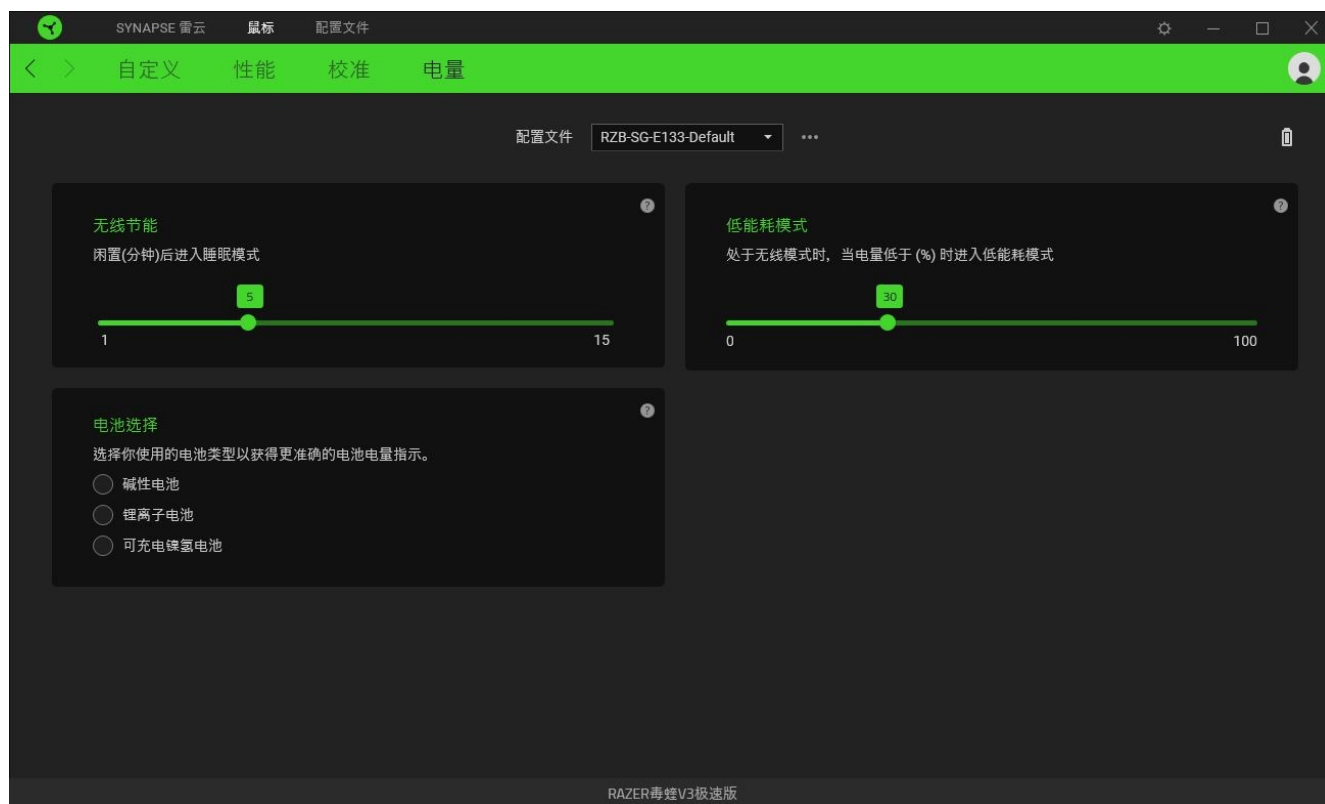 SYNAPSE 雷云 鼠标 配置文件
自定义 性能 校准 电量
配置文件 RZB-SG-E133-Default
无线节能
闲置(分钟)后进入睡眠模式
5
1 15
低能耗模式
处于无线模式时，当电量低于 (%) 时进入低能耗模式
30
0 100
电池选择
选择你使用的电池类型以获得更准确的电池电量指示。
碱性电池
锂离子电池
可充电镍氢电池
RAZER毒蝰V3极速版